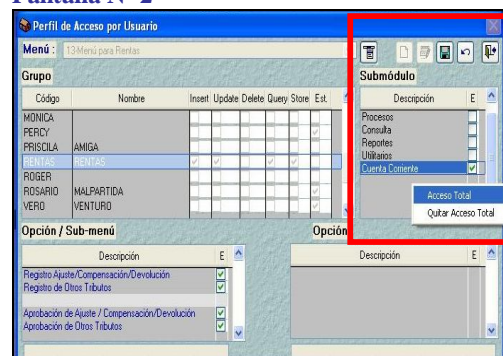 Pantalla N° 2
Perfil de Acceso por Usuario
Menú : 13-Menú para Rentas
Grupo
Submódulo
Código Nombre Insert Update Delete Query Store Est.
MONICA
PERCY
PRISCILA AMIGA
RENTAS RENTAS
ROGER
ROSARIO MALPARTIDA
VERO VENTURO
Descripción E
Procesos
Consulta
Reportes
Utilitarios
Cuenta Corriente
Acceso Total
Quitar Acceso Total
Opción / Sub-menú
Opción
Descripción E
Registro Ajuste/Compensación/Devolución
Registro de Otros Tributos
Aprobación de Ajuste / Compensación/Devolución
Aprobación de Otros Tributos
Descripción E